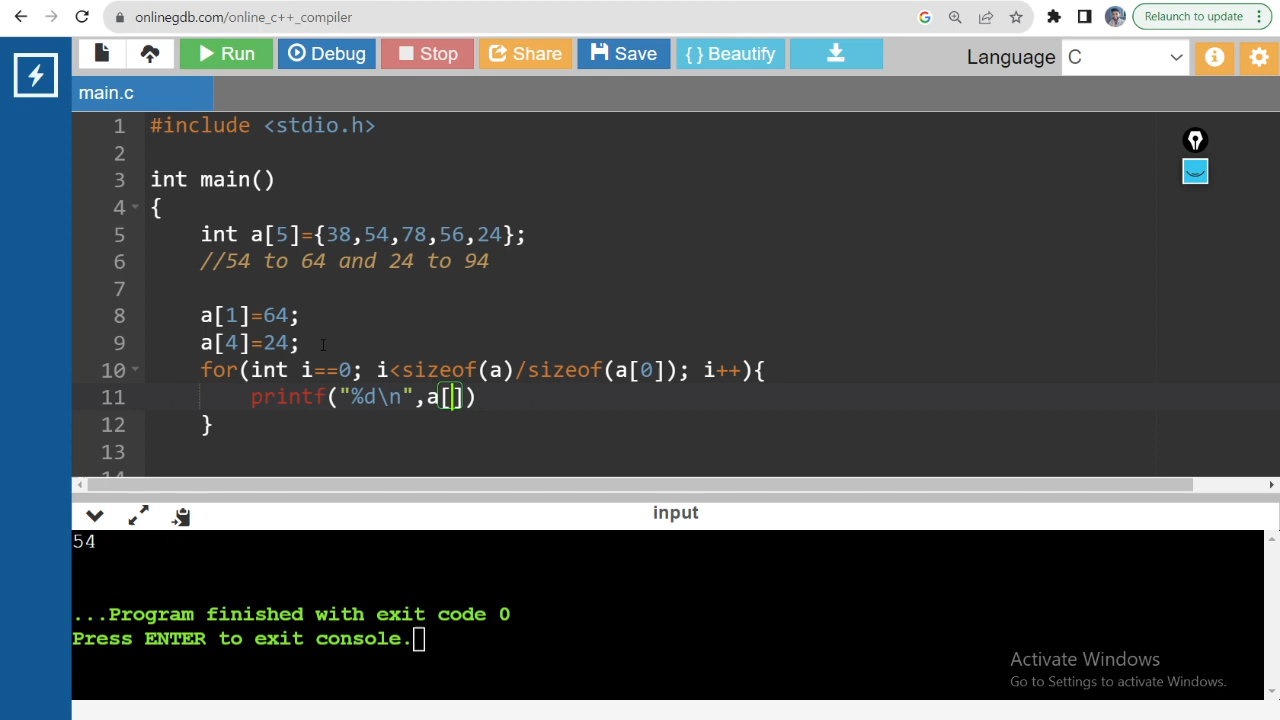 onlinegdb.com/online_c++_compiler
Relaunch to update
Run Debug Stop Share Save { } Beautify Language C
main.c
1 #include <stdio.h>
2
3 int main()
4 {
5 int a[5]={38,54,78,56,24};
6 //54 to 64 and 24 to 94
7
8 a[1]=64;
9 a[4]=24;
10 for(int i==0; i<sizeof(a)/sizeof(a[0]); i++){
11 printf("%d\n",a[])
12 }
13
14
input
54
...Program finished with exit code 0
Press ENTER to exit console.
Activate Windows
Go to Settings to activate Windows.